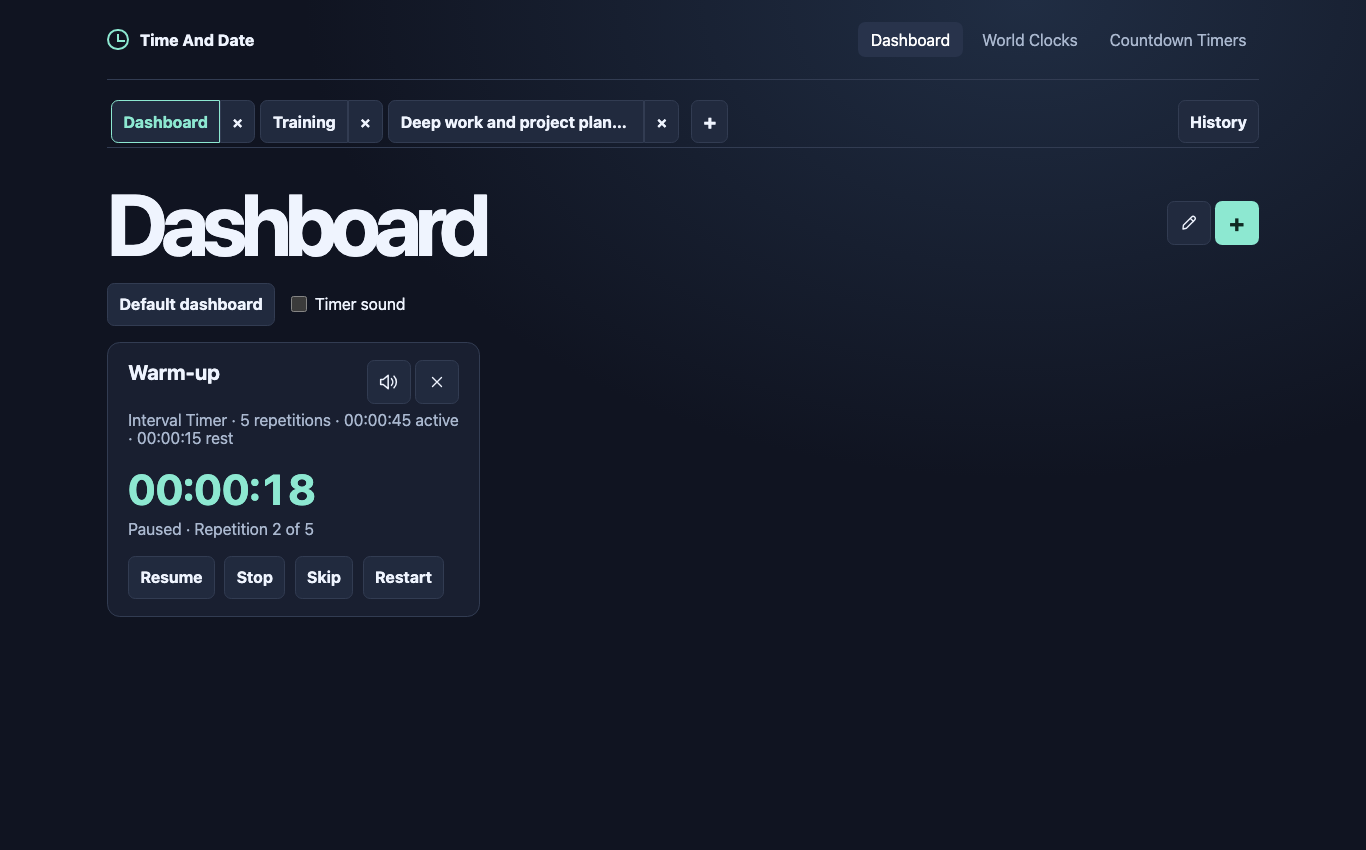 Time And Date
Dashboard
World Clocks
Countdown Timers
Dashboard ×
Training ×
Deep work and project plan... ×
+
History
Dashboard
+
Default dashboard
Timer sound
Warm-up
Interval Timer · 5 repetitions · 00:00:45 active
· 00:00:15 rest
00:00:18
Paused · Repetition 2 of 5
Resume
Stop
Skip
Restart